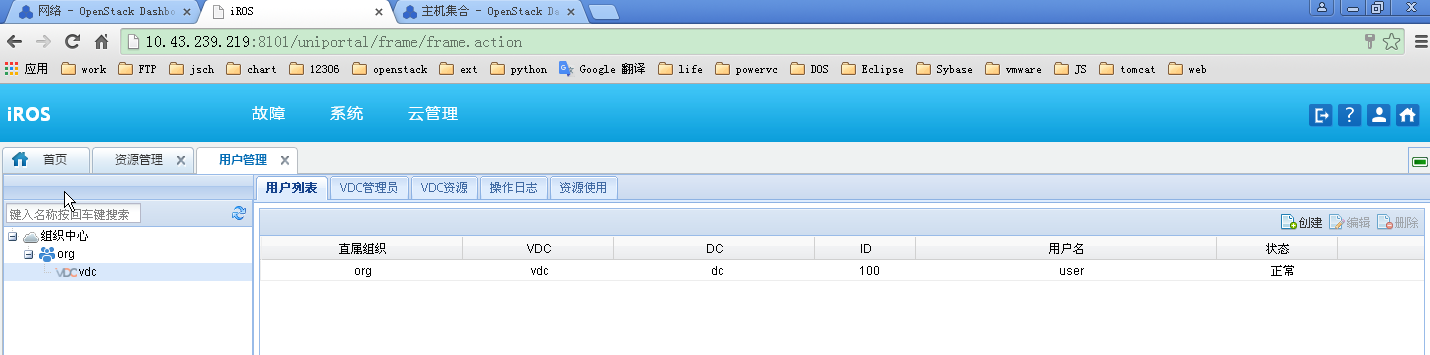 网络 - OpenStack Dashbo
iROS
主机集合 - OpenStack Dash
10.43.239.219:8101/uniportal/frame/frame.action
应用 work FTP jsch chart 12306 openstack ext python Google 翻译 life powervc DOS Eclipse Sybase vmware JS tomcat web
iROS 故障 系统 云管理
首页 资源管理 用户管理
用户列表 VDC管理员 VDC资源 操作日志 资源使用
键入名称按回车键搜索
创建 编辑 删除
组织中心
org
VDC vdc
直属组织 VDC DC ID 用户名 状态
org vdc dc 100 user 正常